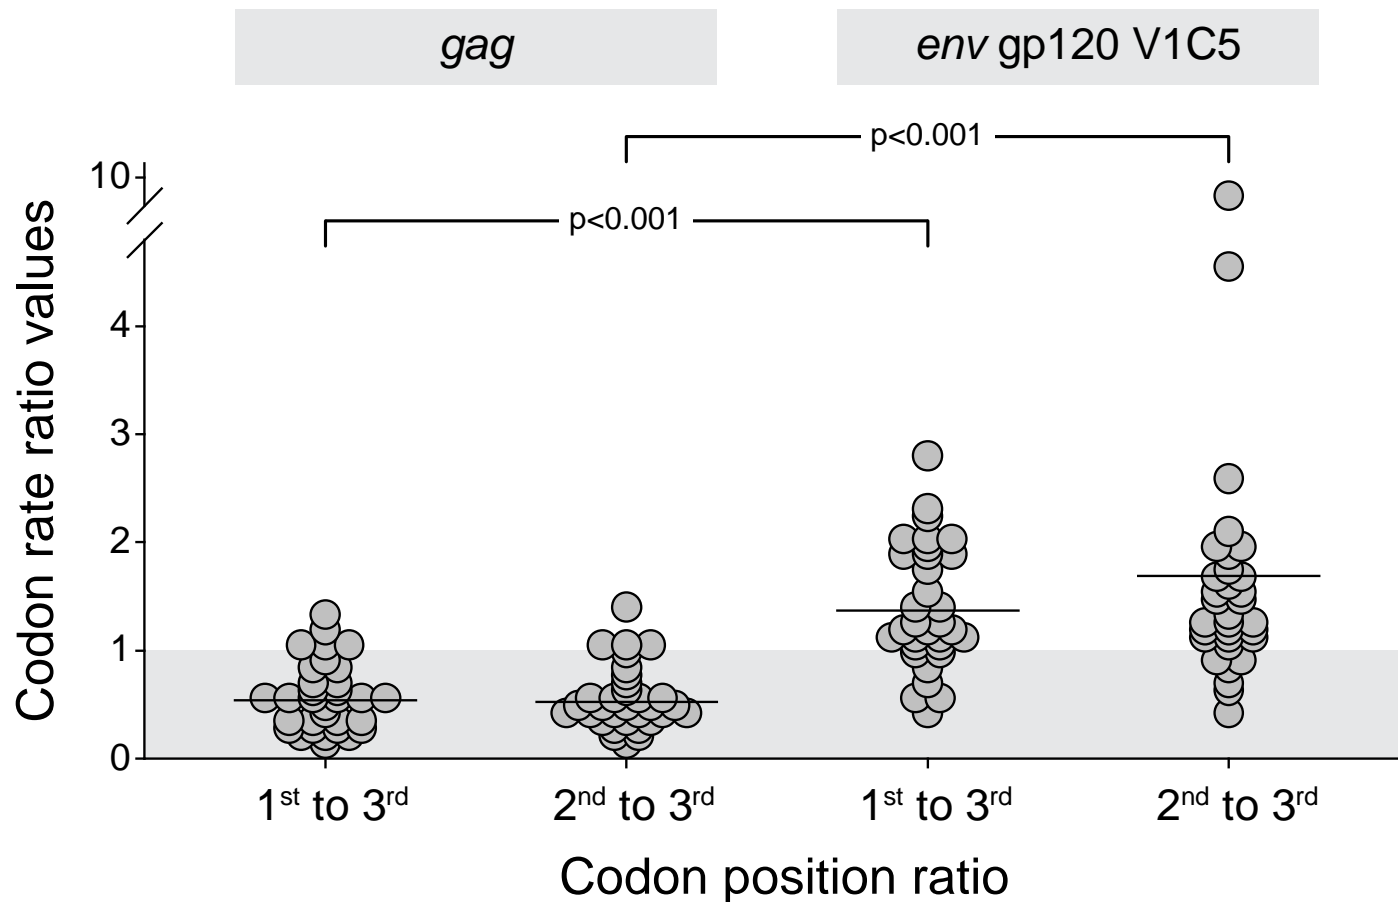 gag
env gp120 V1C5
p<0.001
p<0.001
Codon rate ratio values
10
4
3
2
1
0
1st to 3rd
2nd to 3rd
1st to 3rd
2nd to 3rd
Codon position ratio